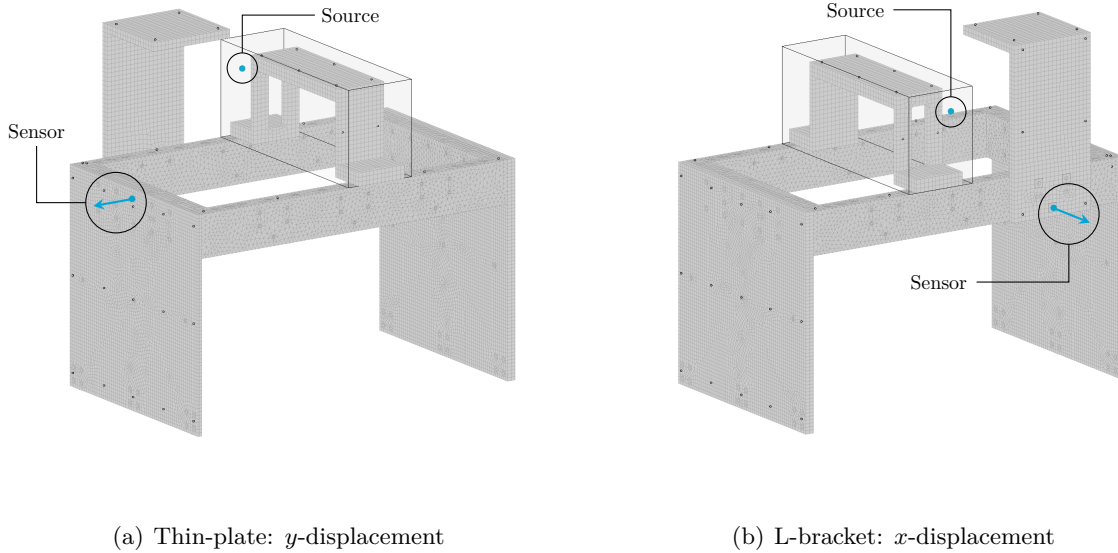 Source
Sensor
(a) Thin-plate: y-displacement
Source
Sensor
(b) L-bracket: x-displacement